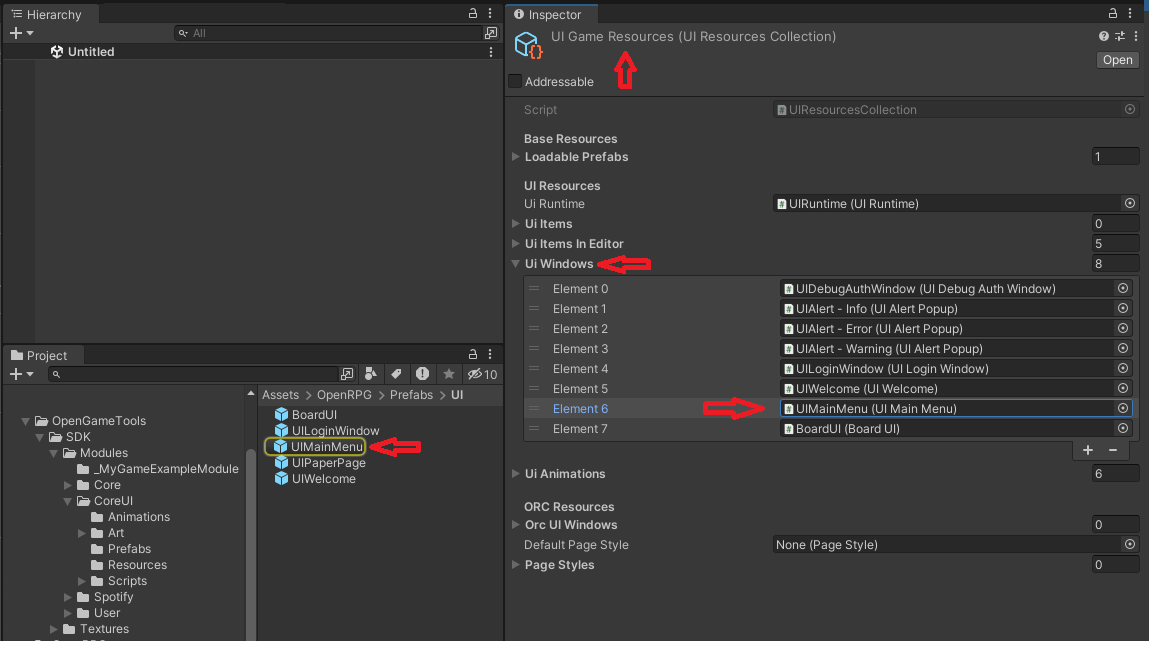 Hierarchy
All
Untitled
Project
10
OpenGameTools
SDK
Modules
_MyGameExampleModule
Core
CoreUI
Animations
Art
Prefabs
Resources
Scripts
Spotify
User
Textures
Assets > OpenRPG > Prefabs > UI
BoardUI
UILoginWindow
UIMainMenu
UIPaperPage
UIWelcome
Inspector
UI Game Resources (UI Resources Collection)
Open
Addressable
Script UIResourcesCollection
Base Resources
Loadable Prefabs 1
UI Resources
Ui Runtime UIRuntime (UI Runtime)
Ui Items 0
Ui Items In Editor 5
Ui Windows 8
Element 0 UIDebugAuthWindow (UI Debug Auth Window)
Element 1 UIAlert - Info (UI Alert Popup)
Element 2 UIAlert - Error (UI Alert Popup)
Element 3 UIAlert - Warning (UI Alert Popup)
Element 4 UILoginWindow (UI Login Window)
Element 5 UIWelcome (UI Welcome)
Element 6 UIMainMenu (UI Main Menu)
Element 7 BoardUI (Board UI)
Ui Animations 6
ORC Resources
Orc UI Windows 0
Default Page Style None (Page Style)
Page Styles 0